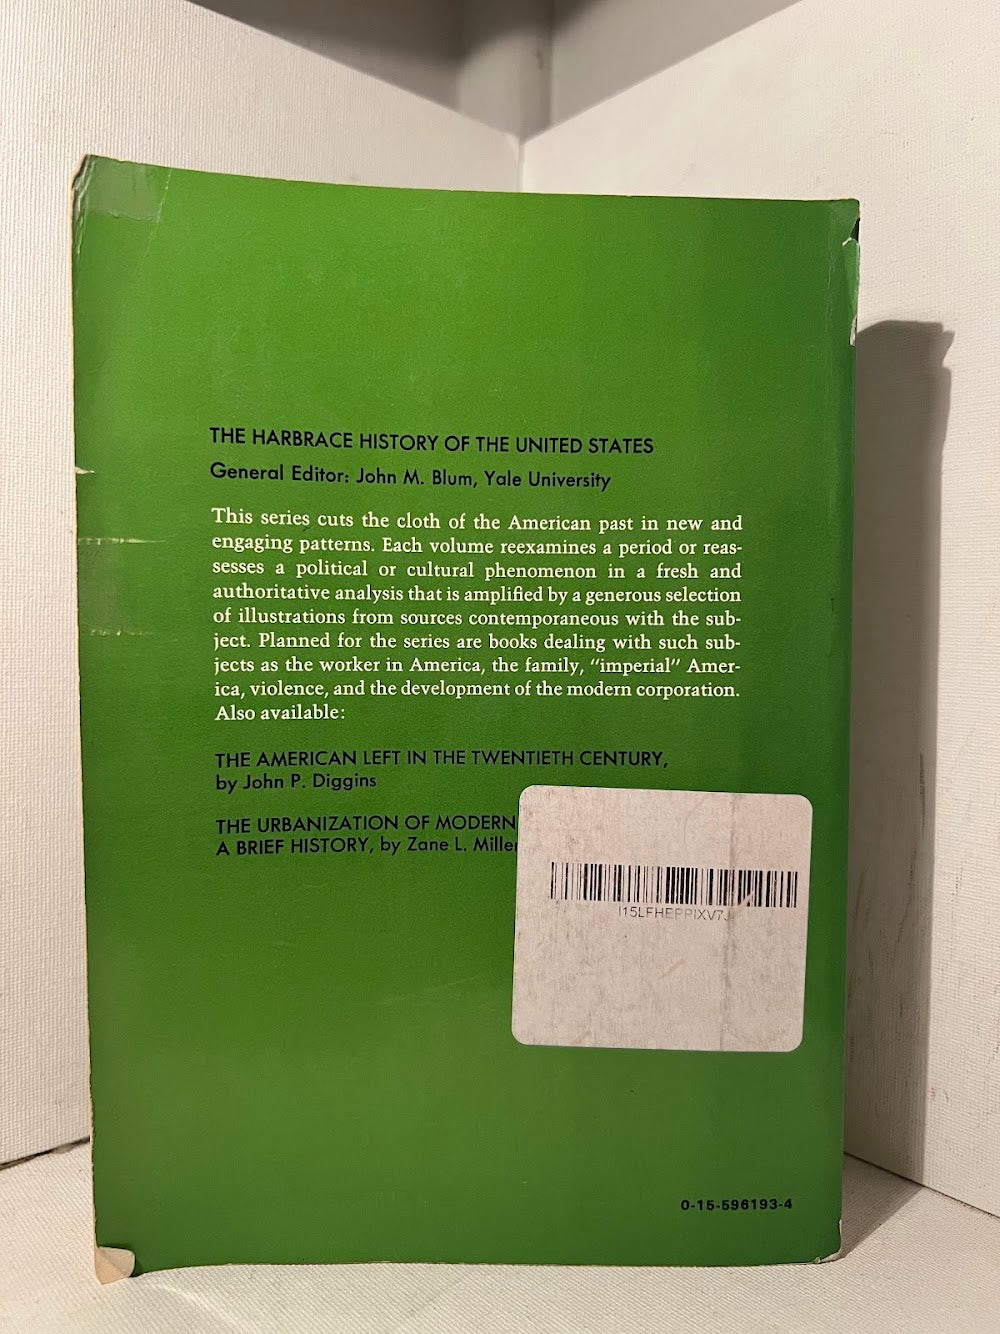 THE HARBRACE HISTORY OF THE UNITED STATES
General Editor: John M. Blum, Yale University
This series cuts the cloth of the American past in new and
engaging patterns. Each volume reexamines a period or reas-
sesses a political or cultural phenomenon in a fresh and
authoritative analysis that is amplified by a generous selection
of illustrations from sources contemporaneous with the sub-
ject. Planned for the series are books dealing with such sub-
jects as the worker in America, the family, "imperial" Amer-
ica, violence, and the development of the modern corporation.
Also available:
THE AMERICAN LEFT IN THE TWENTIETH CENTURY,
by John P. Diggins
THE URBANIZATION OF MODERN
A BRIEF HISTORY, by Zane L. Miller
0-15-596193-4